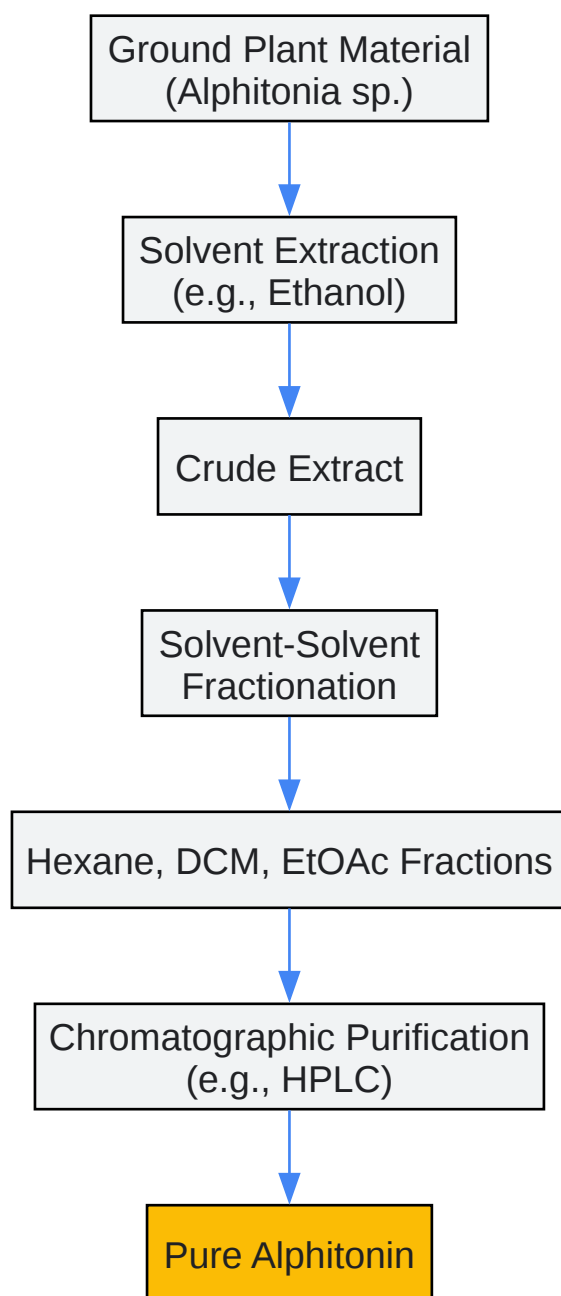 Ground Plant Material
(Alphitonia sp.)
Solvent Extraction
(e.g., Ethanol)
Crude Extract
Solvent-Solvent
Fractionation
Hexane, DCM, EtOAc Fractions
Chromatographic Purification
(e.g., HPLC)
Pure Alphitonin